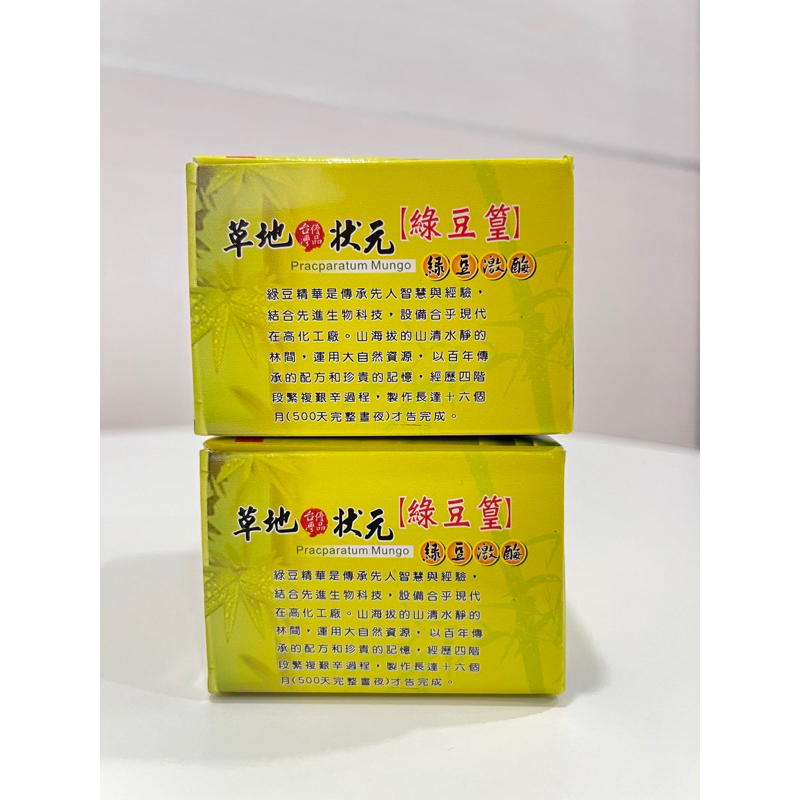 草地 台灣優品 狀元【綠豆篁】
Pracparatum Mungo 綠豆激酶
綠豆精華是傳承先人智慧與經驗，
結合先進生物科技，設備合乎現代
在高化工廠。山海拔的山清水靜的
林間，運用大自然資源，以百年傳
承的配方和珍貴的記憶，經歷四階
段繁複艱辛過程，製作長達十六個
月(500天完整晝夜)才告完成。
草地 台灣優品 狀元【綠豆篁】
Pracparatum Mungo 綠豆激酶
綠豆精華是傳承先人智慧與經驗，
結合先進生物科技，設備合乎現代
在高化工廠。山海拔的山清水靜的
林間，運用大自然資源，以百年傳
承的配方和珍貴的記憶，經歷四階
段繁複艱辛過程，製作長達十六個
月(500天完整晝夜)才告完成。